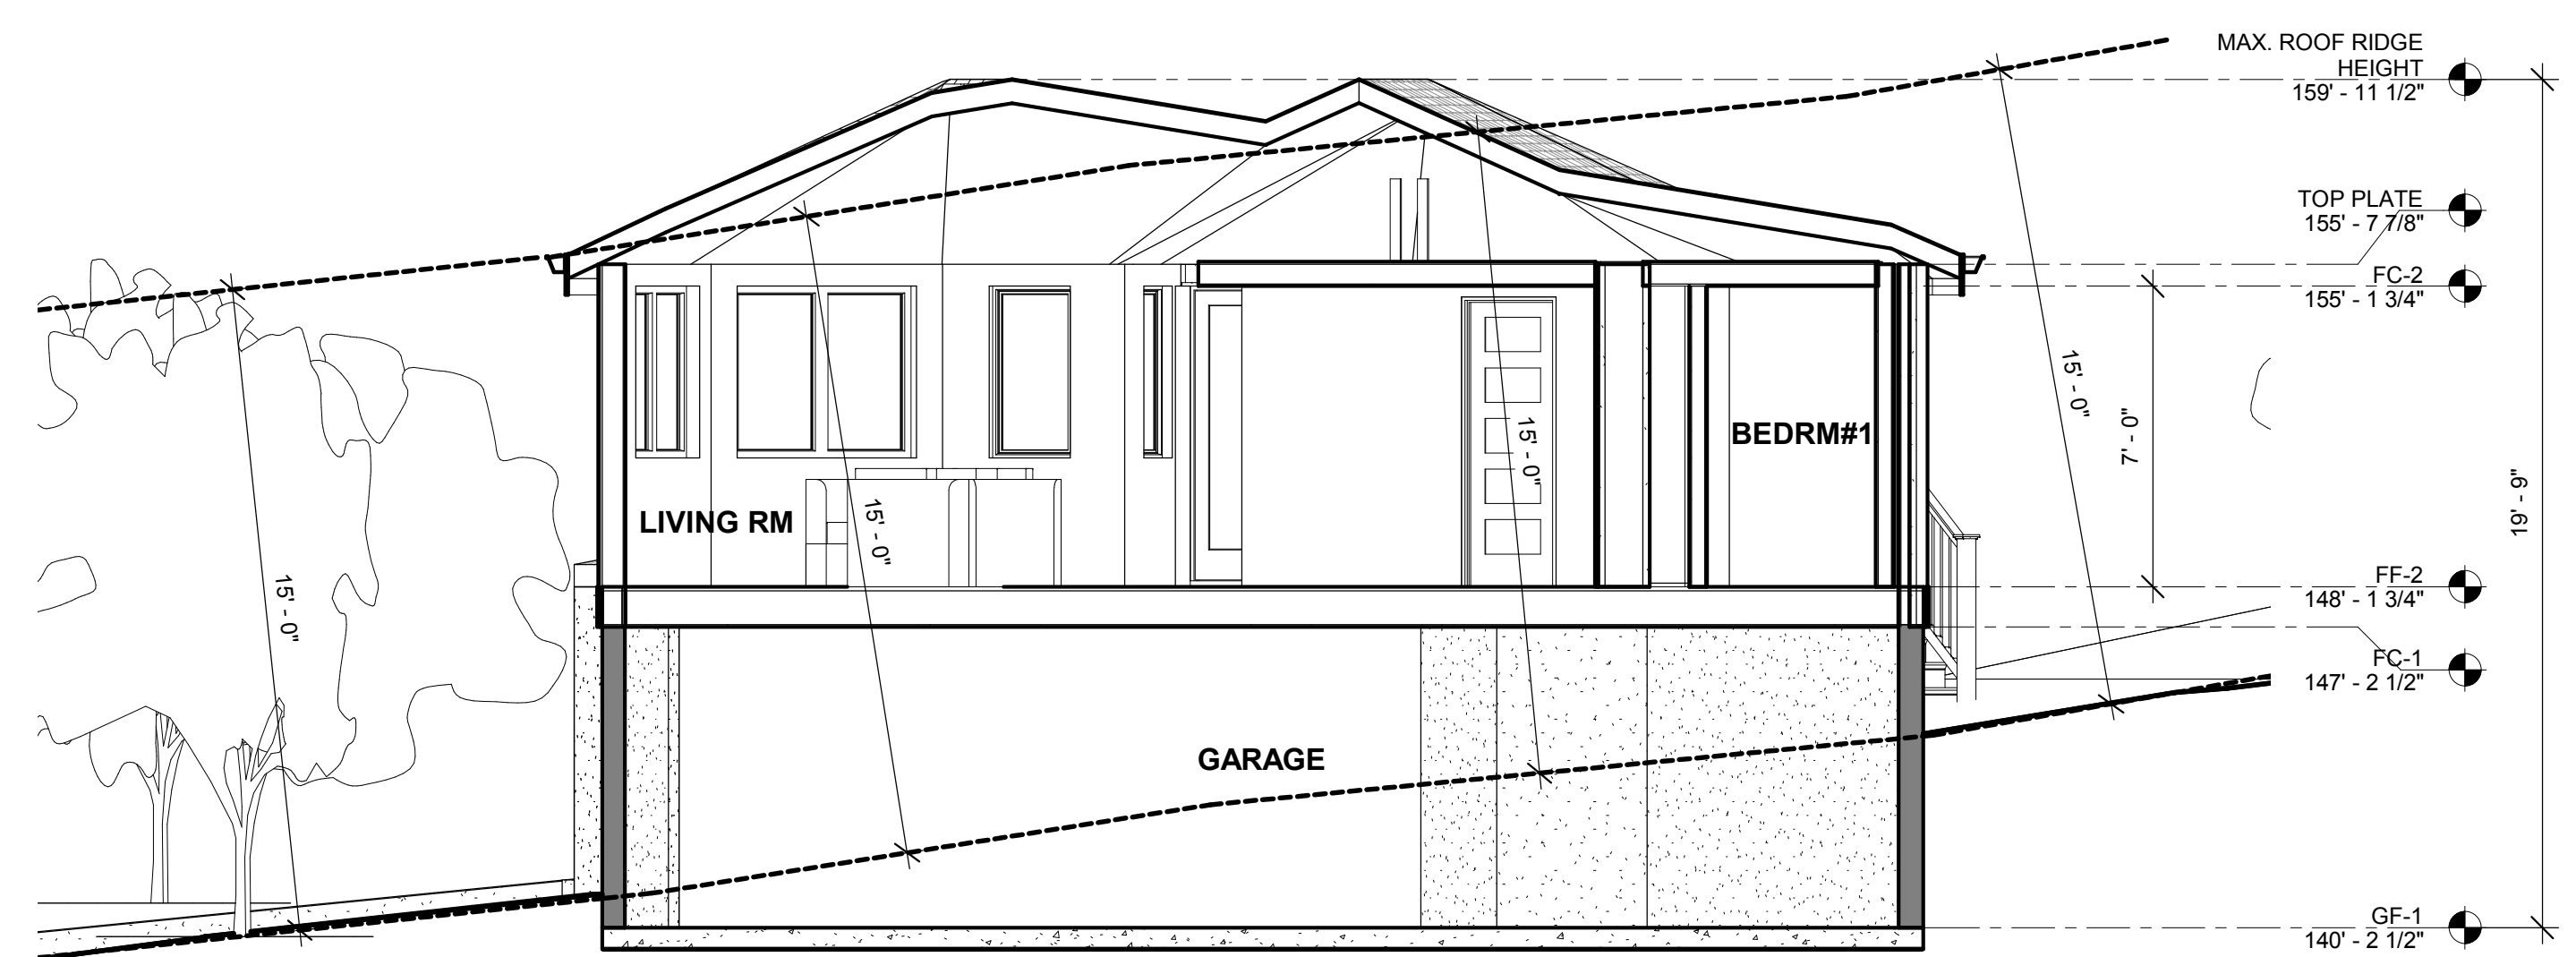 MAX. ROOF RIDGE
HEIGHT
159' - 11 1/2"
TOP PLATE
155' - 7 7/8"
FC-2
155' - 1 3/4"
15' - 0"
7' - 0"
BEDRM#1
15' - 0"
19' - 9"
LIVING RM
15' - 0"
15' - 0"
FF-2
148' - 1 3/4"
FC-1
147' - 2 1/2"
GARAGE
GF-1
140' - 2 1/2"